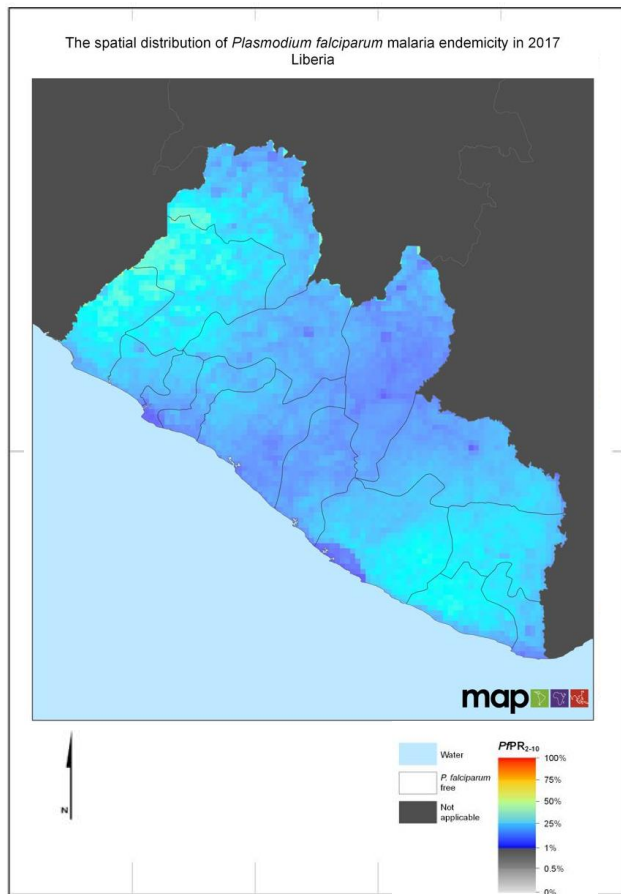 The spatial distribution of Plasmodium falciparum malaria endemicity in 2017
Liberia
map
N
Water
P. falciparum
free
Not
applicable
PfPR2-10
100%
75%
50%
25%
1%
0.5%
0%